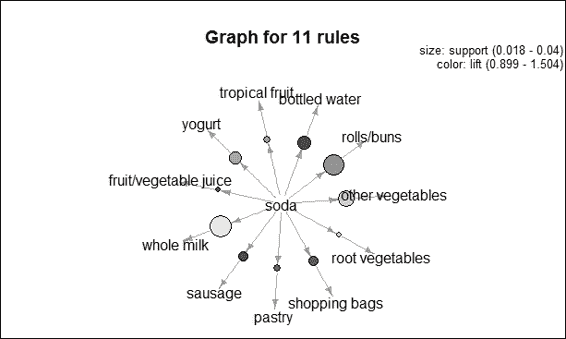 Graph for 11 rules
size: support (0.018 - 0.04)
color: lift (0.899 - 1.504)
tropical fruit
bottled water
yogurt
rolls/buns
fruit/vegetable juice
other vegetables
soda
whole milk
root vegetables
sausage
shopping bags
pastry